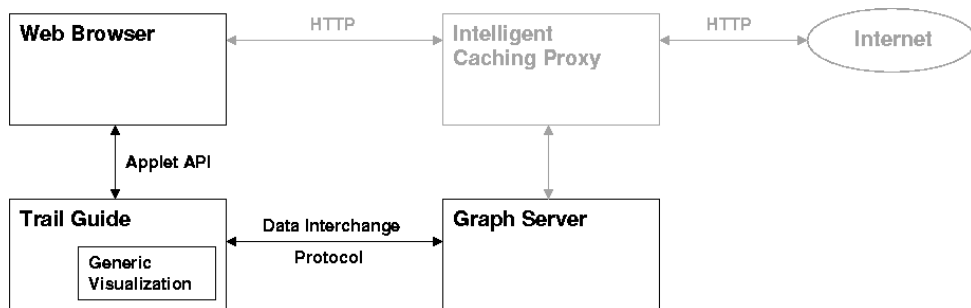 Web Browser
HTTP
Intelligent
Caching Proxy
HTTP
Internet
Applet API
Trail Guide
Generic
Visualization
Data Interchange
Protocol
Graph Server